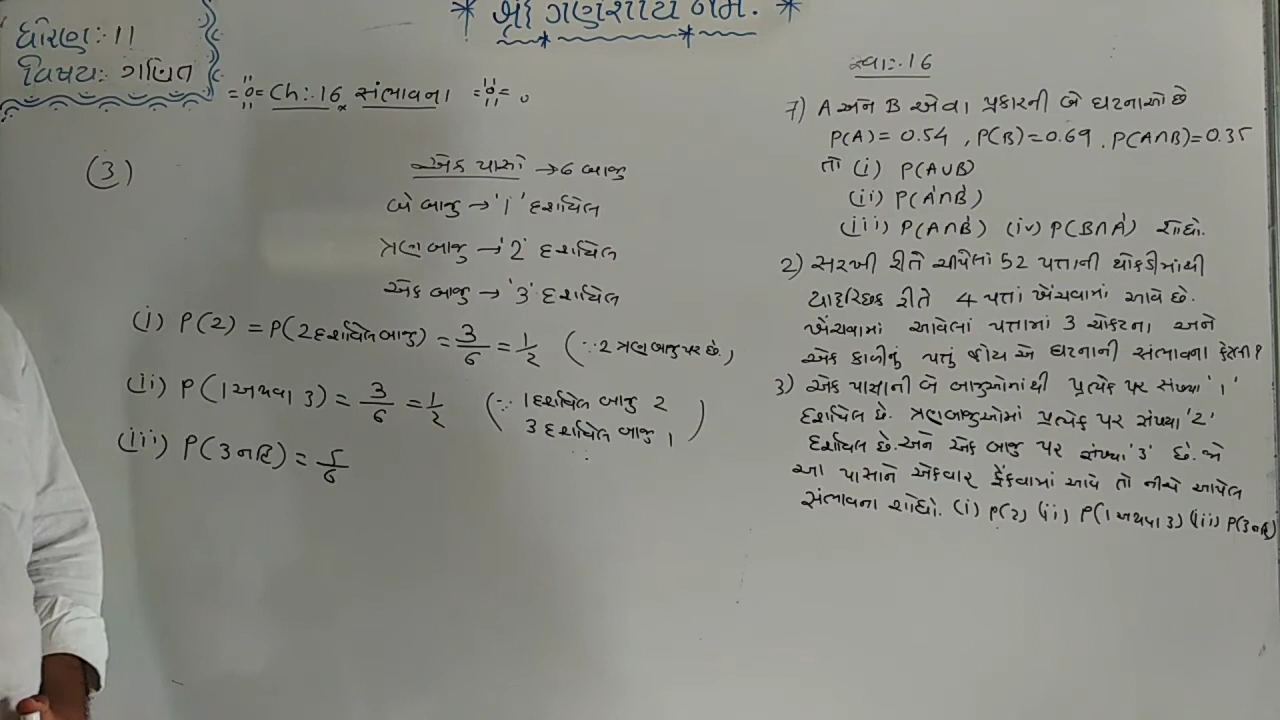 * શ્રી ગણેશાય નમઃ *
ધોરણ:- 11
વિષય:- ગણિત
Ch:-16 સંભાવના
(3)
એક પાસો → 6 બાજુ
બે બાજુ → '1' દર્શાવેલ
ત્રણ બાજુ → '2' દર્શાવેલ
એક બાજુ → '3' દર્શાવેલ
(i) P(2) = P(2 દર્શાવેલ બાજુ) = 3/6 = 1/2 (∵ 2 ત્રણ બાજુ પર છે.)
(ii) P(1 અથવા 3) = 3/6 = 1/2 (∵ 1 દર્શાવેલ બાજુ 2
3 દર્શાવેલ બાજુ 1)
(iii) P(3 નહિ) = 5/6
સ્વા:-16
7) A અને B એવા પ્રકારની બે ઘટનાઓ છે
P(A) = 0.54 , P(B) = 0.69 , P(A∩B) = 0.35
તો (i) P(A∪B)
(ii) P(A'∩B')
(iii) P(A∩B') (iv) P(B∩A') શોધો.
2) સરખી રીતે ચીપેલાં 52 પત્તાની થોકડીમાંથી
યાદચ્છિક રીતે 4 પત્તાં ખેંચવામાં આવે છે.
ખેંચવામાં આવેલાં પત્તામાં 3 ચોકટના અને
એક કાળીનું પત્તું હોય એ ઘટનાની સંભાવના કેટલી?
3) એક પાસાની બે બાજુઓમાંથી પ્રત્યેક પર સંખ્યા '1'
દર્શાવેલ છે. ત્રણ બાજુઓમાં પ્રત્યેક પર સંખ્યા '2'
દર્શાવેલ છે. અને એક બાજુ પર સંખ્યા '3' છે. જો
આ પાસાને એકવાર ફેંકવામાં આવે તો નીચે આપેલ
સંભાવના શોધો. (i) P(2) (ii) P(1 અથવા 3) (iii) P(3 નહિ)